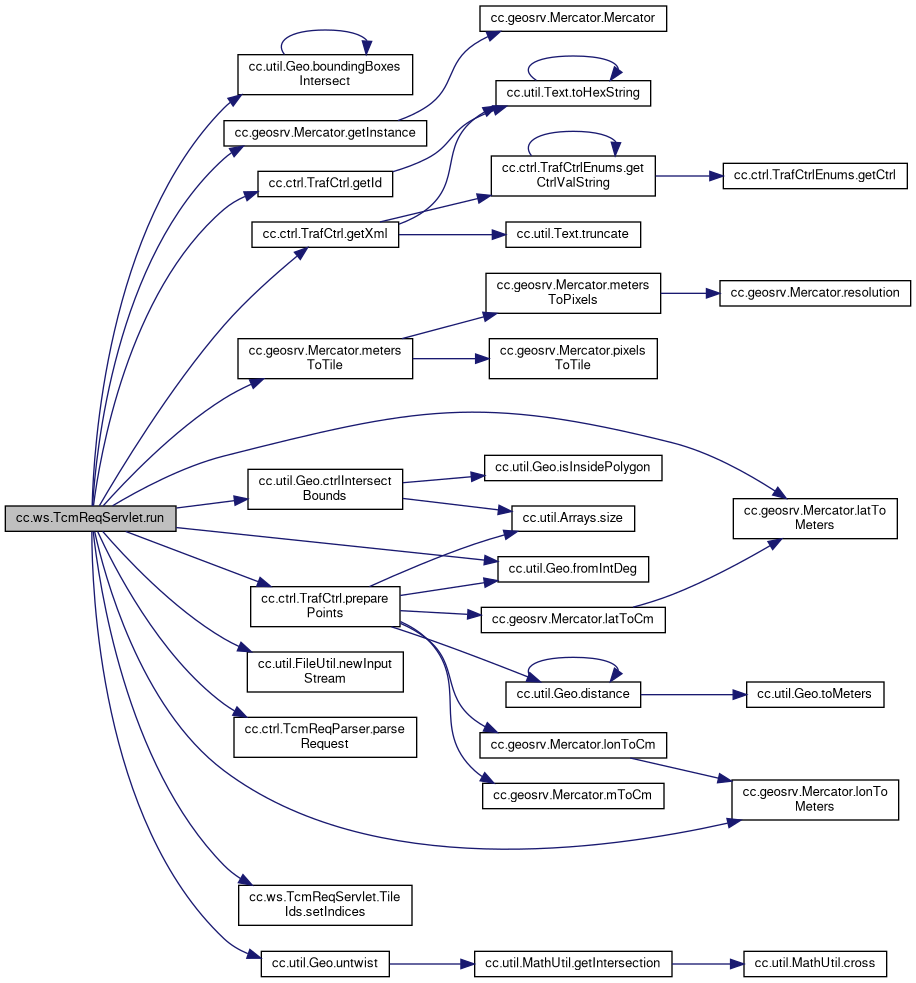 cc.geosrv.Mercator.Mercator
cc.util.Geo.boundingBoxes
Intersect
cc.util.Text.toHexString
cc.geosrv.Mercator.getInstance
cc.ctrl.TrafCtrlEnums.get
CtrlValString
cc.ctrl.TrafCtrlEnums.getCtrl
cc.ctrl.TrafCtrl.getId
cc.ctrl.TrafCtrl.getXml
cc.util.Text.truncate
cc.geosrv.Mercator.meters
ToPixels
cc.geosrv.Mercator.resolution
cc.geosrv.Mercator.meters
ToTile
cc.geosrv.Mercator.pixels
ToTile
cc.util.Geo.ctrlIntersect
Bounds
cc.util.Geo.isInsidePolygon
cc.ws.TcmReqServlet.run
cc.util.Arrays.size
cc.geosrv.Mercator.latTo
Meters
cc.util.Geo.fromIntDeg
cc.ctrl.TrafCtrl.prepare
Points
cc.geosrv.Mercator.latToCm
cc.util.FileUtil.newInput
Stream
cc.util.Geo.distance
cc.util.Geo.toMeters
cc.ctrl.TcmReqParser.parse
Request
cc.geosrv.Mercator.lonToCm
cc.geosrv.Mercator.mToCm
cc.geosrv.Mercator.lonTo
Meters
cc.ws.TcmReqServlet.Tile
Ids.setIndices
cc.util.Geo.untwist
cc.util.MathUtil.getIntersection
cc.util.MathUtil.cross